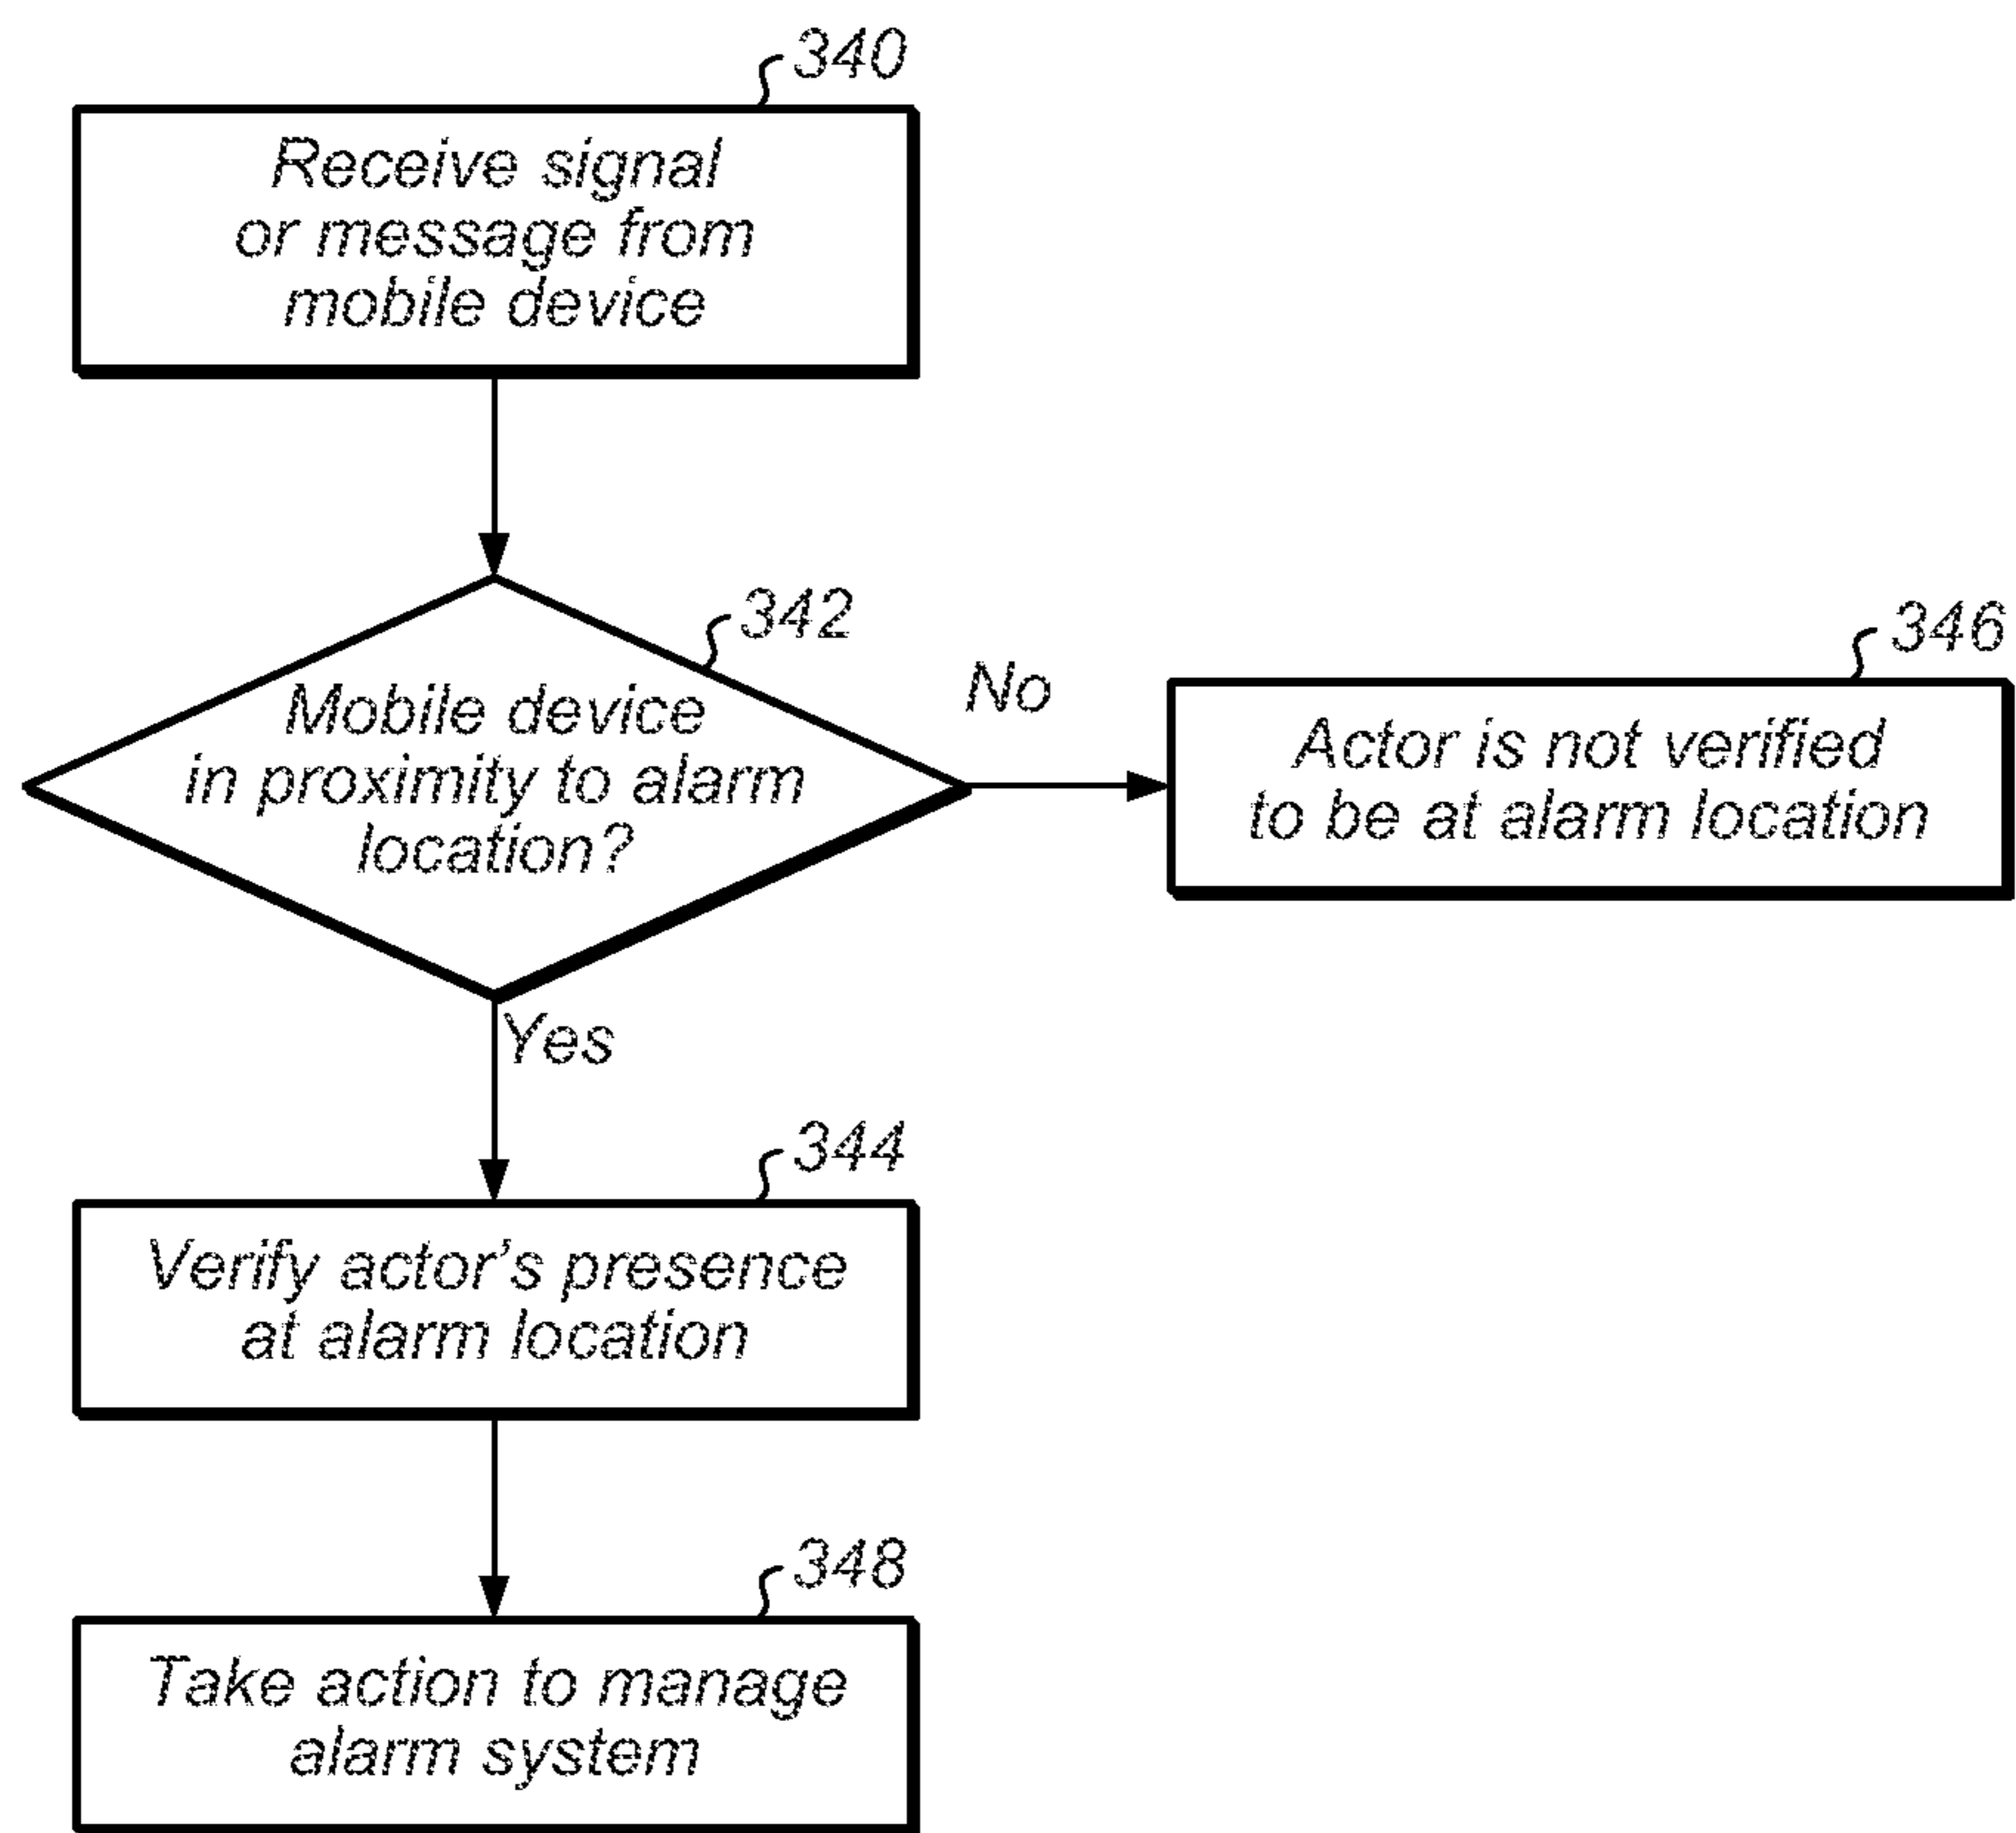 340
Receive signal
or message from
mobile device
342
Mobile device
in proximity to alarm
location?
No
346
Actor is not verified
to be at alarm location
Yes
344
Verify actor's presence
at alarm location
348
Take action to manage
alarm system